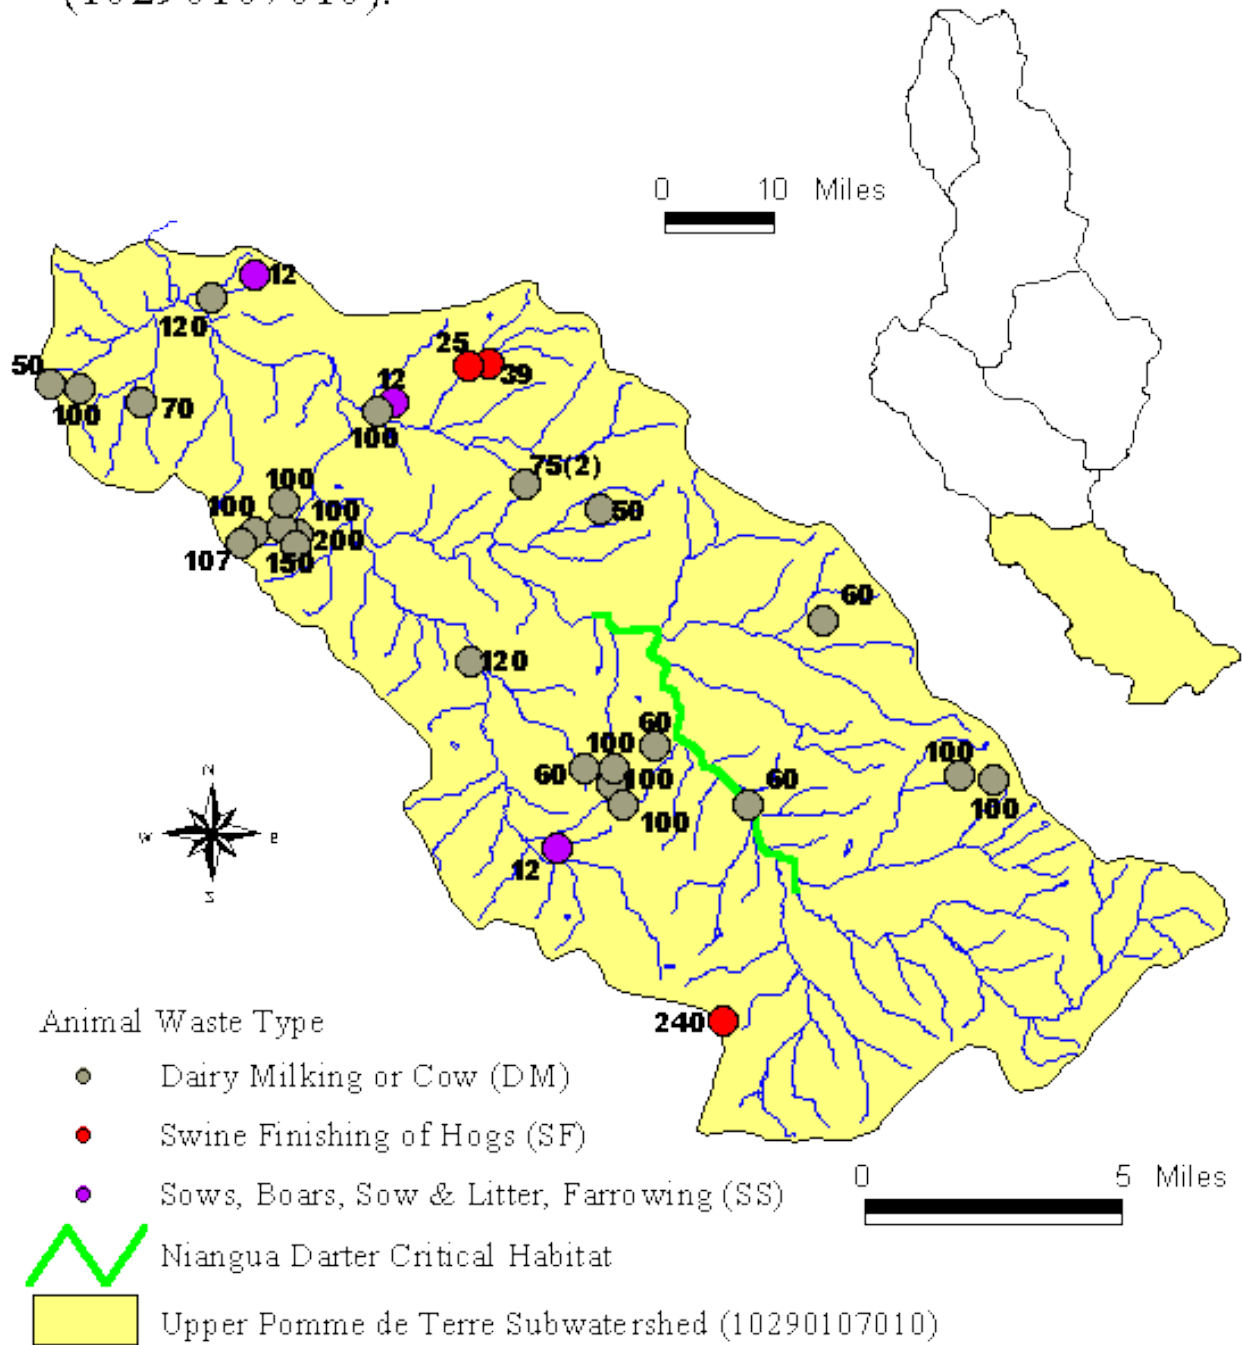 (10290107010).
0 10 Miles
12
120
50
100
70
25
39
12
100
75(2)
50
100
100
100
200
107
150
60
120
60
100
60
100
100
60
100
100
12
N
W E
S
240
Animal Waste Type
Dairy Milking or Cow (DM)
Swine Finishing of Hogs (SF)
Sows, Boars, Sow & Litter, Farrowing (SS)
0 5 Miles
Niangua Darter Critical Habitat
Upper Pomme de Terre Subwatershed (10290107010)